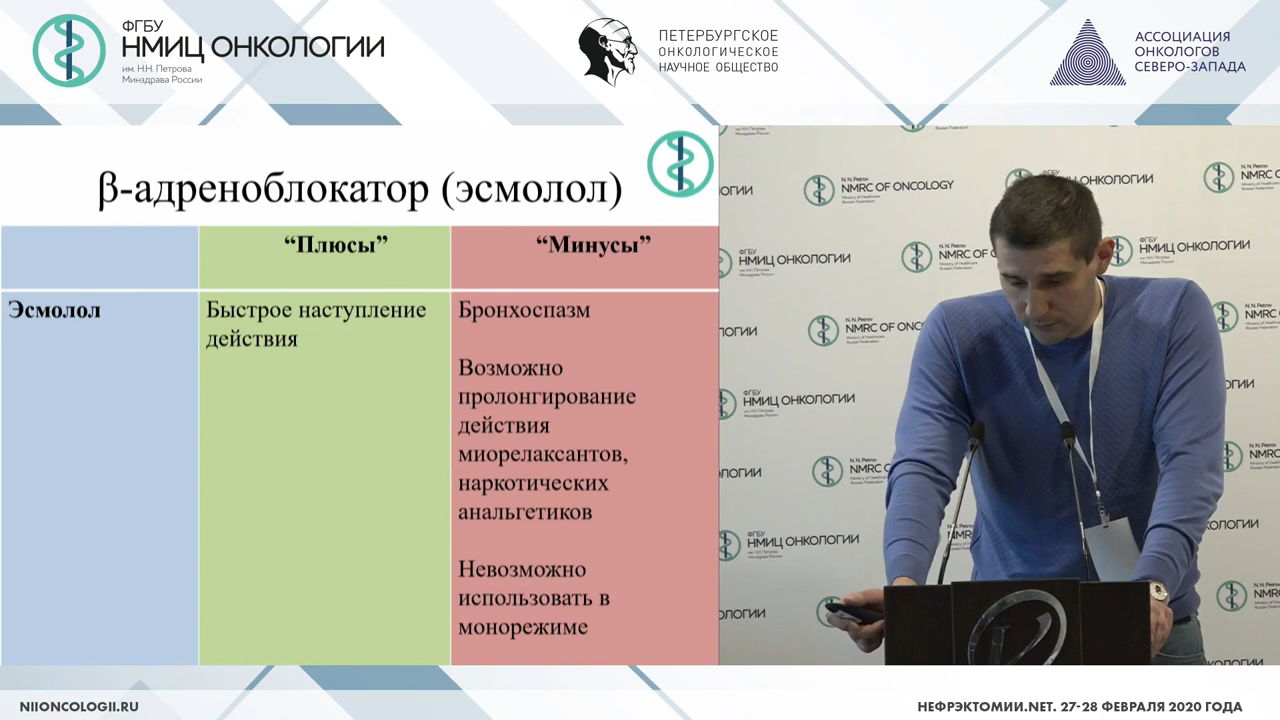 ФГБУ
НМИЦ ОНКОЛОГИИ
им. Н.Н. Петрова
Минздрава России
ПЕТЕРБУРГСКОЕ
ОНКОЛОГИЧЕСКОЕ
НАУЧНОЕ ОБЩЕСТВО
АССОЦИАЦИЯ
ОНКОЛОГОВ
СЕВЕРО-ЗАПАДА
β-адреноблокатор (эсмолол)
“Плюсы”
“Минусы”
Эсмолол
Быстрое наступление
действия
Бронхоспазм
Возможно
пролонгирование
действия
миорелаксантов,
наркотических
анальгетиков
Невозможно
использовать в
монорежиме
N. N. Petrov
NMRC OF ONCOLOGY
ФГБУ
НМИЦ ОНКОЛОГИИ
NIIONCOLOGII.RU
НЕФРЭКТОМИИ.NET. 27-28 ФЕВРАЛЯ 2020 ГОДА